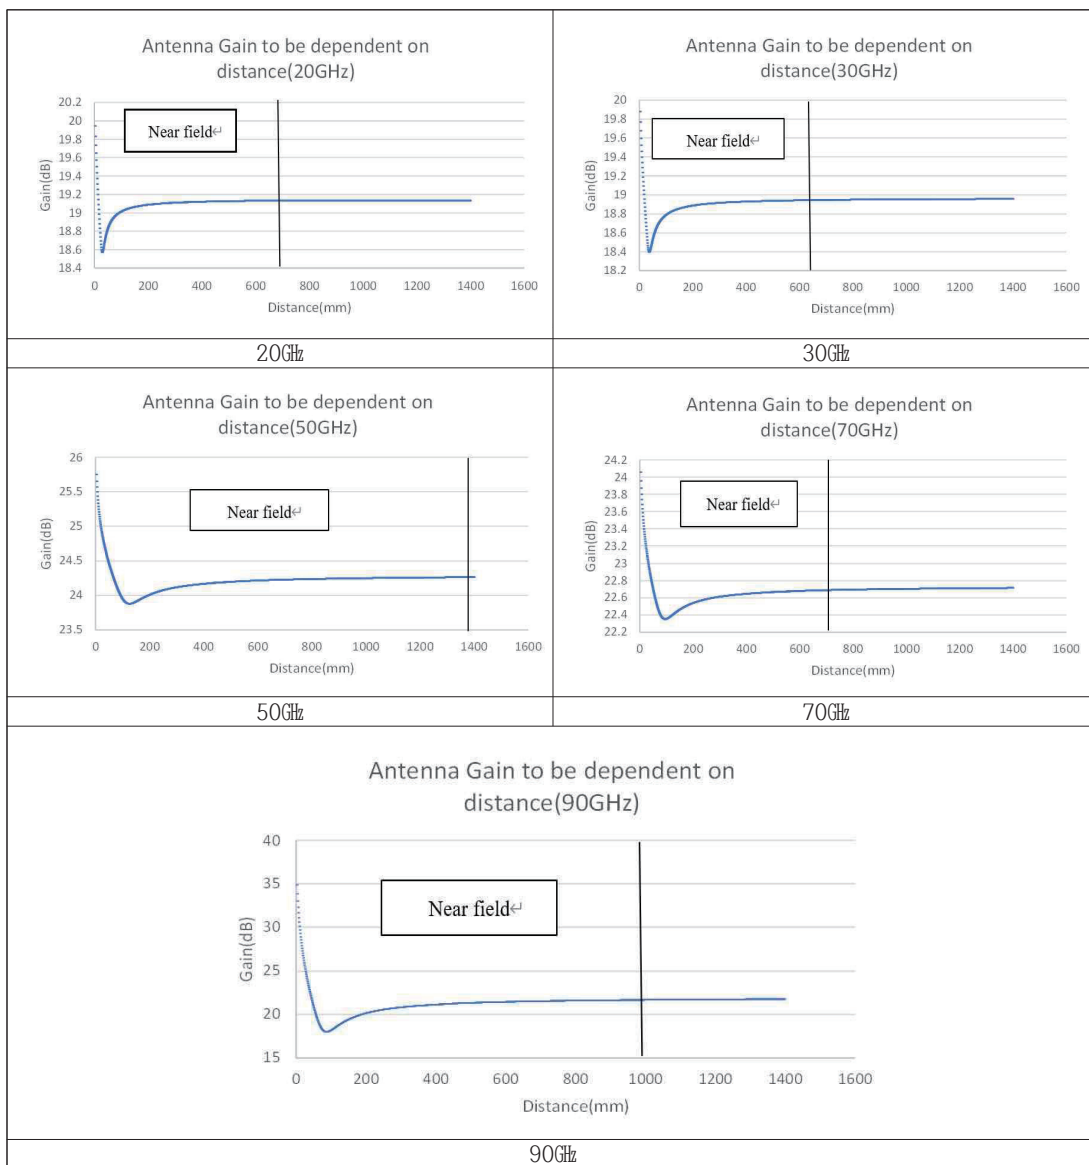 Antenna Gain to be dependent on
distance(20GHz)
20.2
20
19.8
19.6
19.4
19.2
19
18.8
18.6
18.4
Gain(dB)
Near field↵
0 200 400 600 800 1000 1200 1400 1600
Distance(mm)
20GHz
Antenna Gain to be dependent on
distance(30GHz)
20
19.8
19.6
19.4
19.2
19
18.8
18.6
18.4
18.2
Gain(dB)
Near field↵
0 200 400 600 800 1000 1200 1400 1600
Distance(mm)
30GHz
Antenna Gain to be dependent on
distance(50GHz)
26
25.5
25
24.5
24
23.5
Gain(dB)
Near field↵
0 200 400 600 800 1000 1200 1400 1600
Distance(mm)
50GHz
Antenna Gain to be dependent on
distance(70GHz)
24.2
24
23.8
23.6
23.4
23.2
23
22.8
22.6
22.4
22.2
Gain(dB)
Near field↵
0 200 400 600 800 1000 1200 1400 1600
Distance(mm)
70GHz
Antenna Gain to be dependent on
distance(90GHz)
40
35
30
25
20
15
Gain(dB)
Near field↵
0 200 400 600 800 1000 1200 1400 1600
Distance(mm)
90GHz